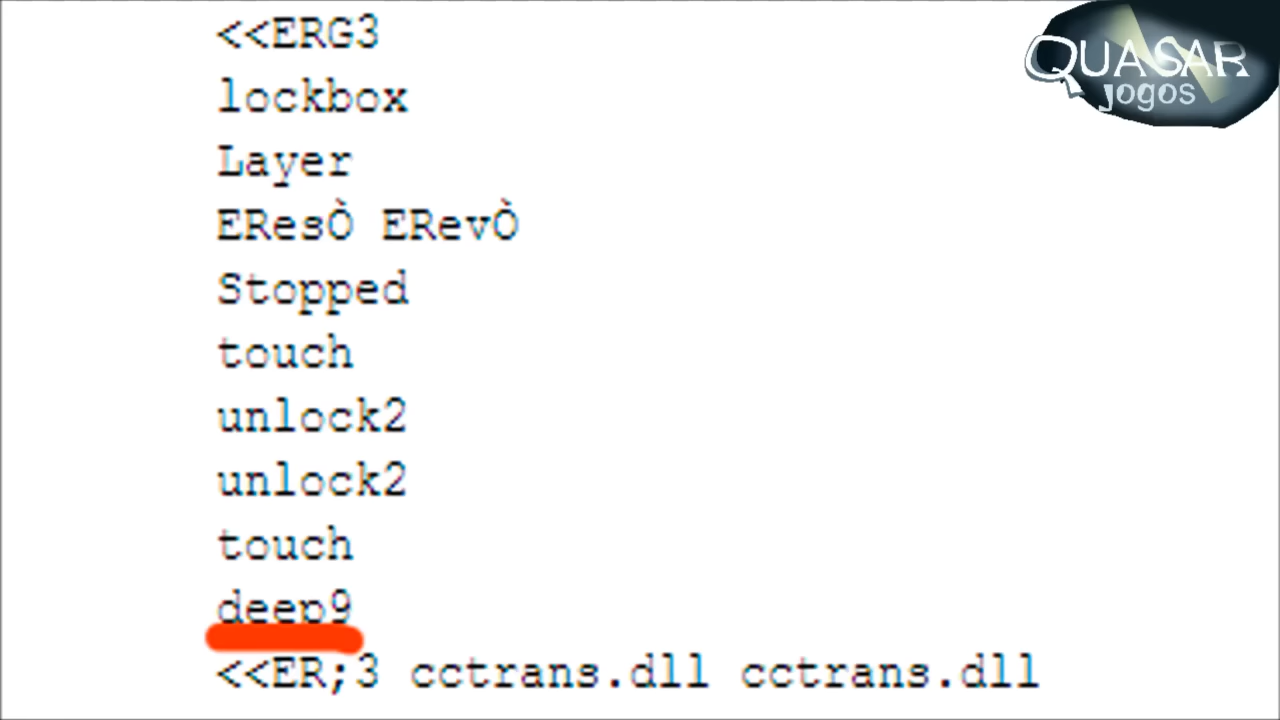 <<ERG3
lockbox
Layer
EResÒ ERevÒ
Stopped
touch
unlock2
unlock2
touch
deep9
<<ER;3 cctrans.dll cctrans.dll
QUASAR
jogos